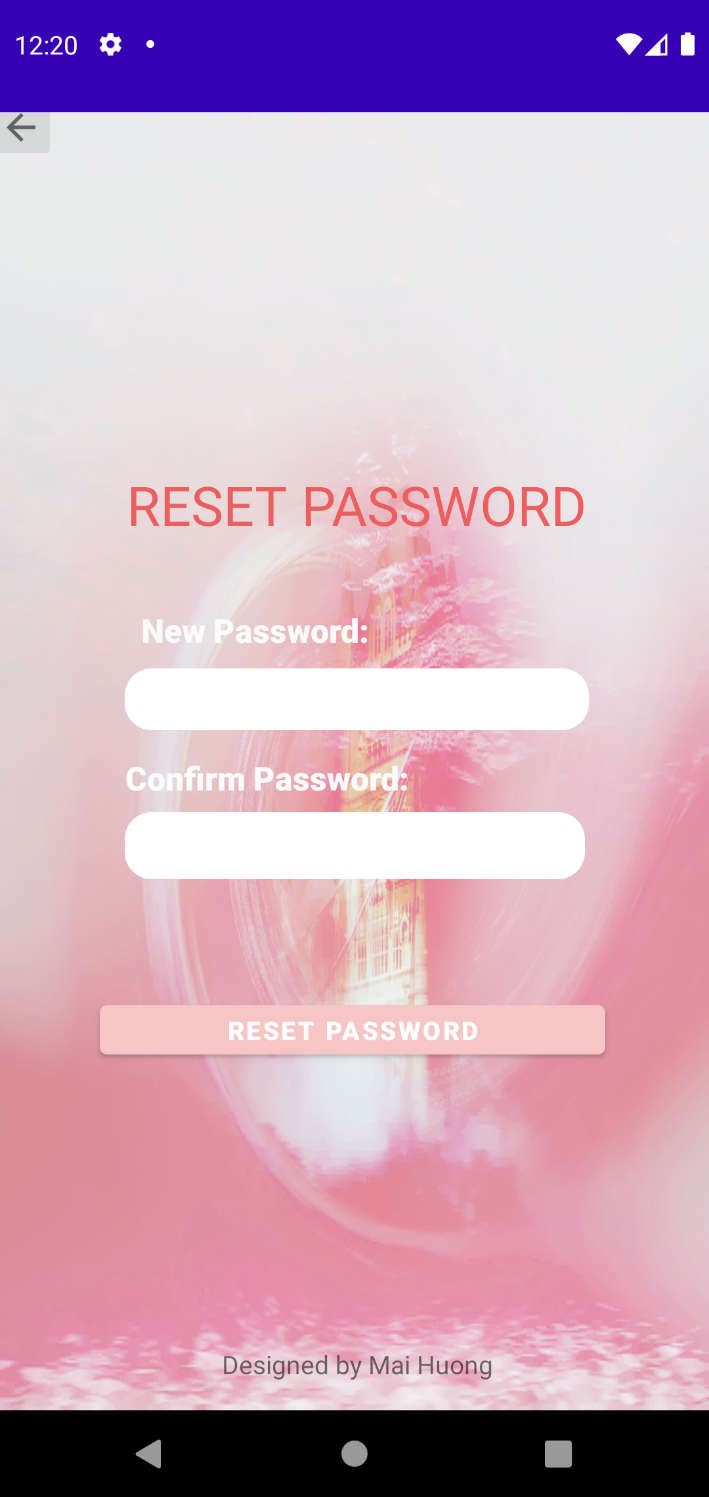 12:20
RESET PASSWORD
New Password:
Confirm Password:
RESET PASSWORD
Designed by Mai Huong